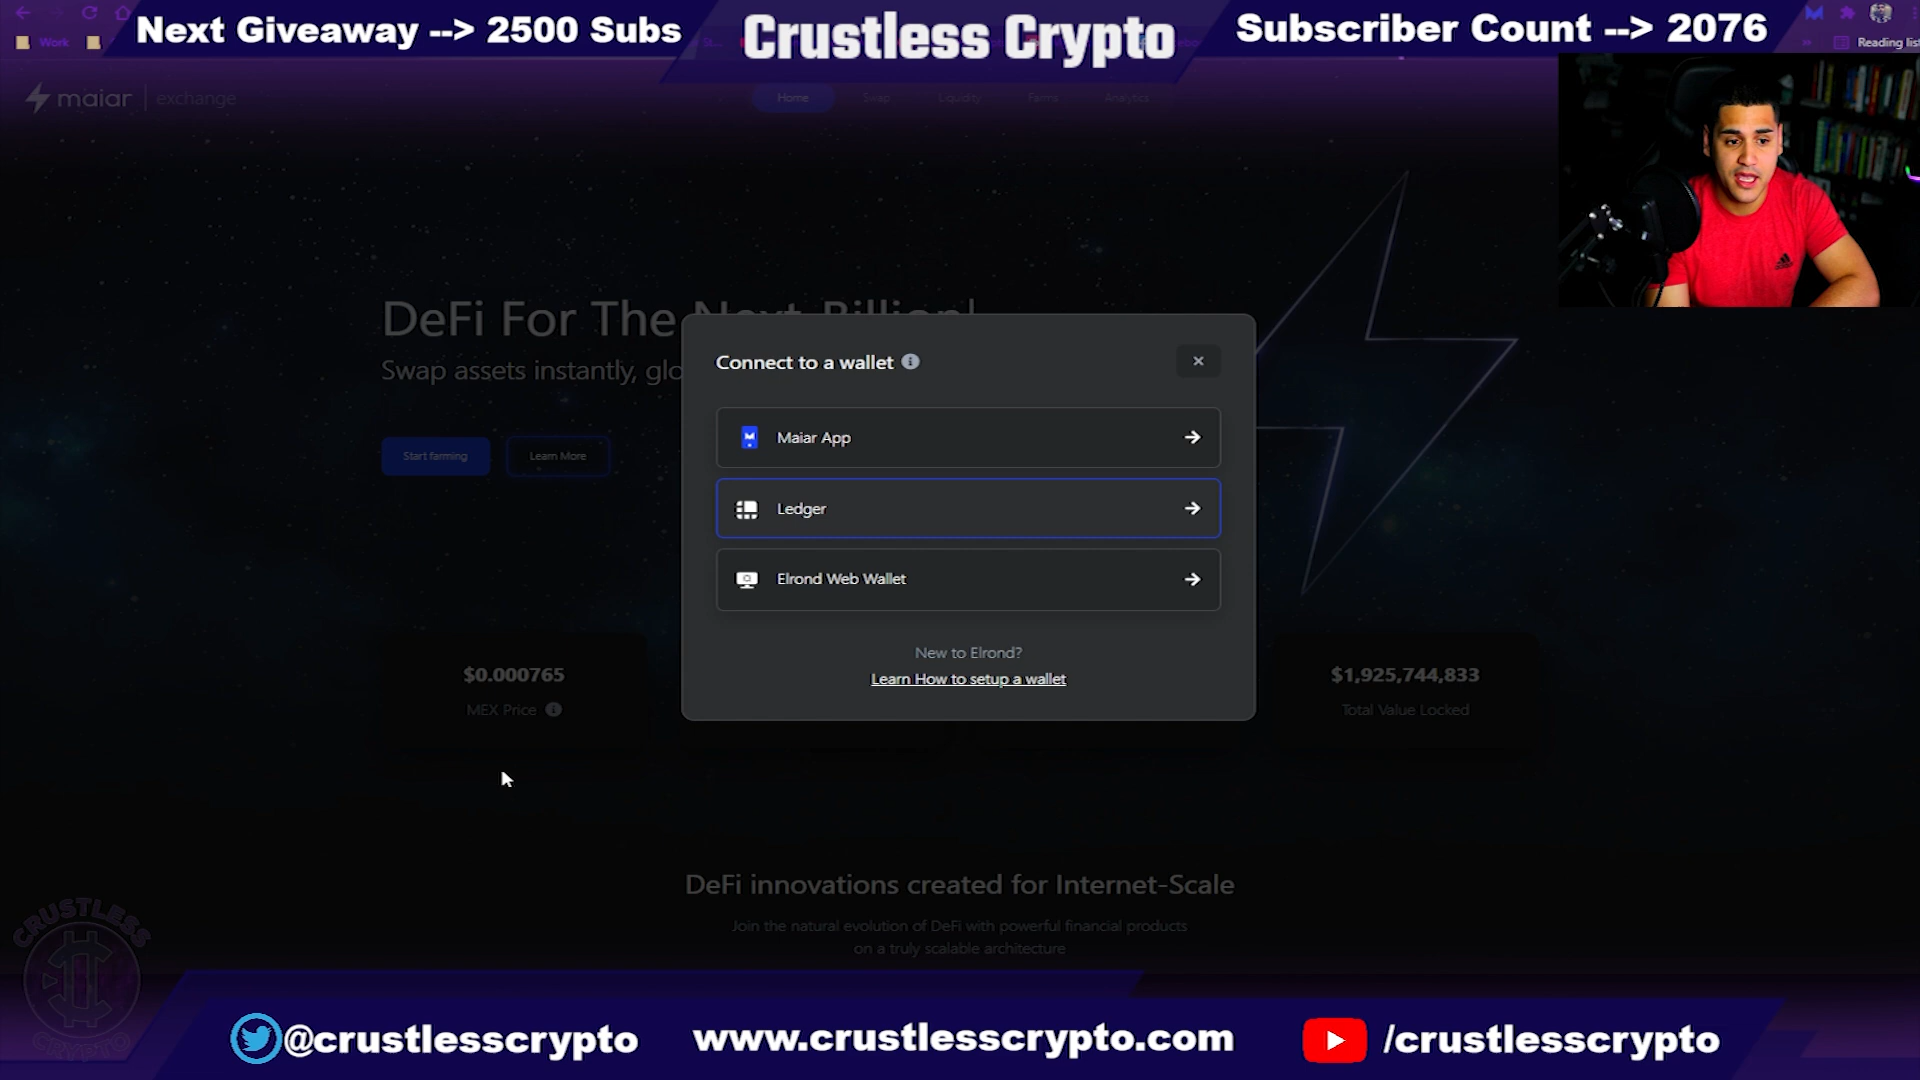 Next Giveaway --> 2500 Subs
Crustless Crypto
Subscriber Count --> 2076
Work
Reading list
maiar | exchange
Home
Swap
Liquidity
Farms
Analytics
DeFi For The Next Billion|
Swap assets instantly, glo
Start farming
Learn More
Connect to a wallet
Maiar App
Ledger
Elrond Web Wallet
New to Elrond?
Learn How to setup a wallet
$0.000765
MEX Price
$1,925,744,833
Total Value Locked
DeFi innovations created for Internet-Scale
Join the natural evolution of DeFi with powerful financial products
on a truly scalable architecture
CRUSTLESS
CRYPTO
@crustlesscrypto
www.crustlesscrypto.com
/crustlesscrypto